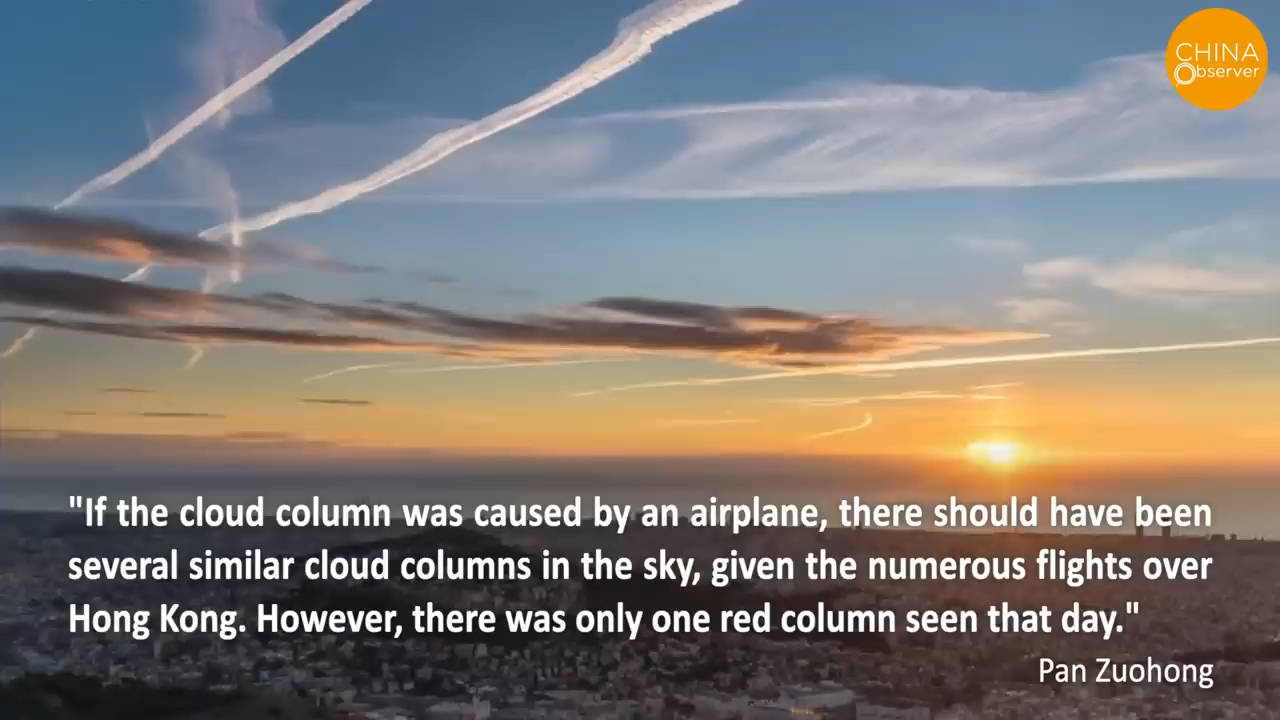 CHINA
Observer
"If the cloud column was caused by an airplane, there should have been
several similar cloud columns in the sky, given the numerous flights over
Hong Kong. However, there was only one red column seen that day."
Pan Zuohong